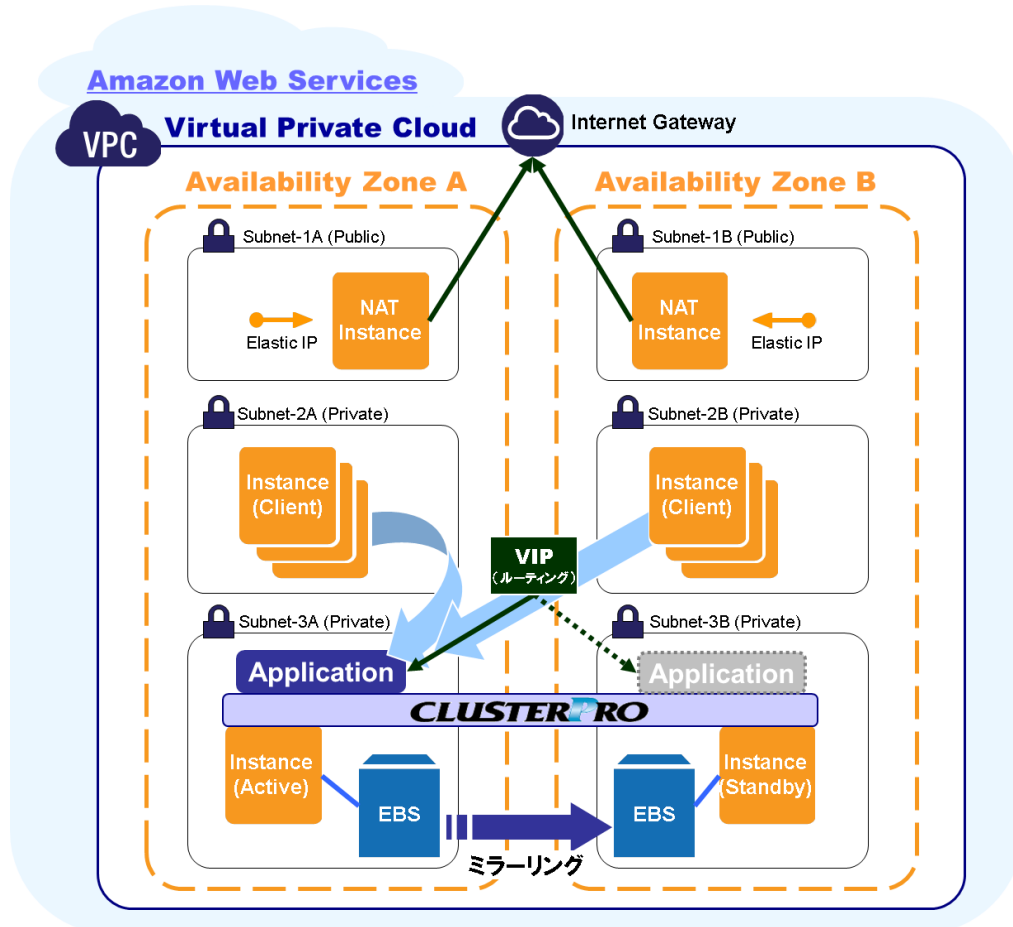 Amazon Web Services
VPC
Virtual Private Cloud
Internet Gateway
Availability Zone A
Availability Zone B
Subnet-1A (Public)
NAT
Instance
Elastic IP
Subnet-1B (Public)
NAT
Instance
Elastic IP
Subnet-2A (Private)
Instance
(Client)
Subnet-2B (Private)
Instance
(Client)
VIP
(ルーティング)
Subnet-3A (Private)
Application
Subnet-3B (Private)
Application
CLUSTERPRO
Instance
(Active)
EBS
EBS
Instance
(Standby)
ミラーリング